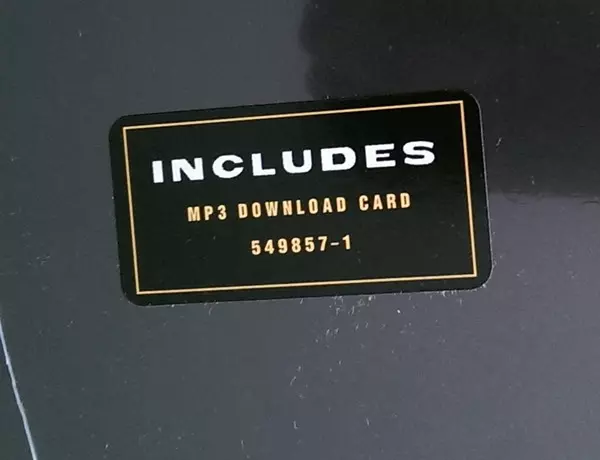 INCLUDES
MP3 DOWNLOAD CARD
549857-1